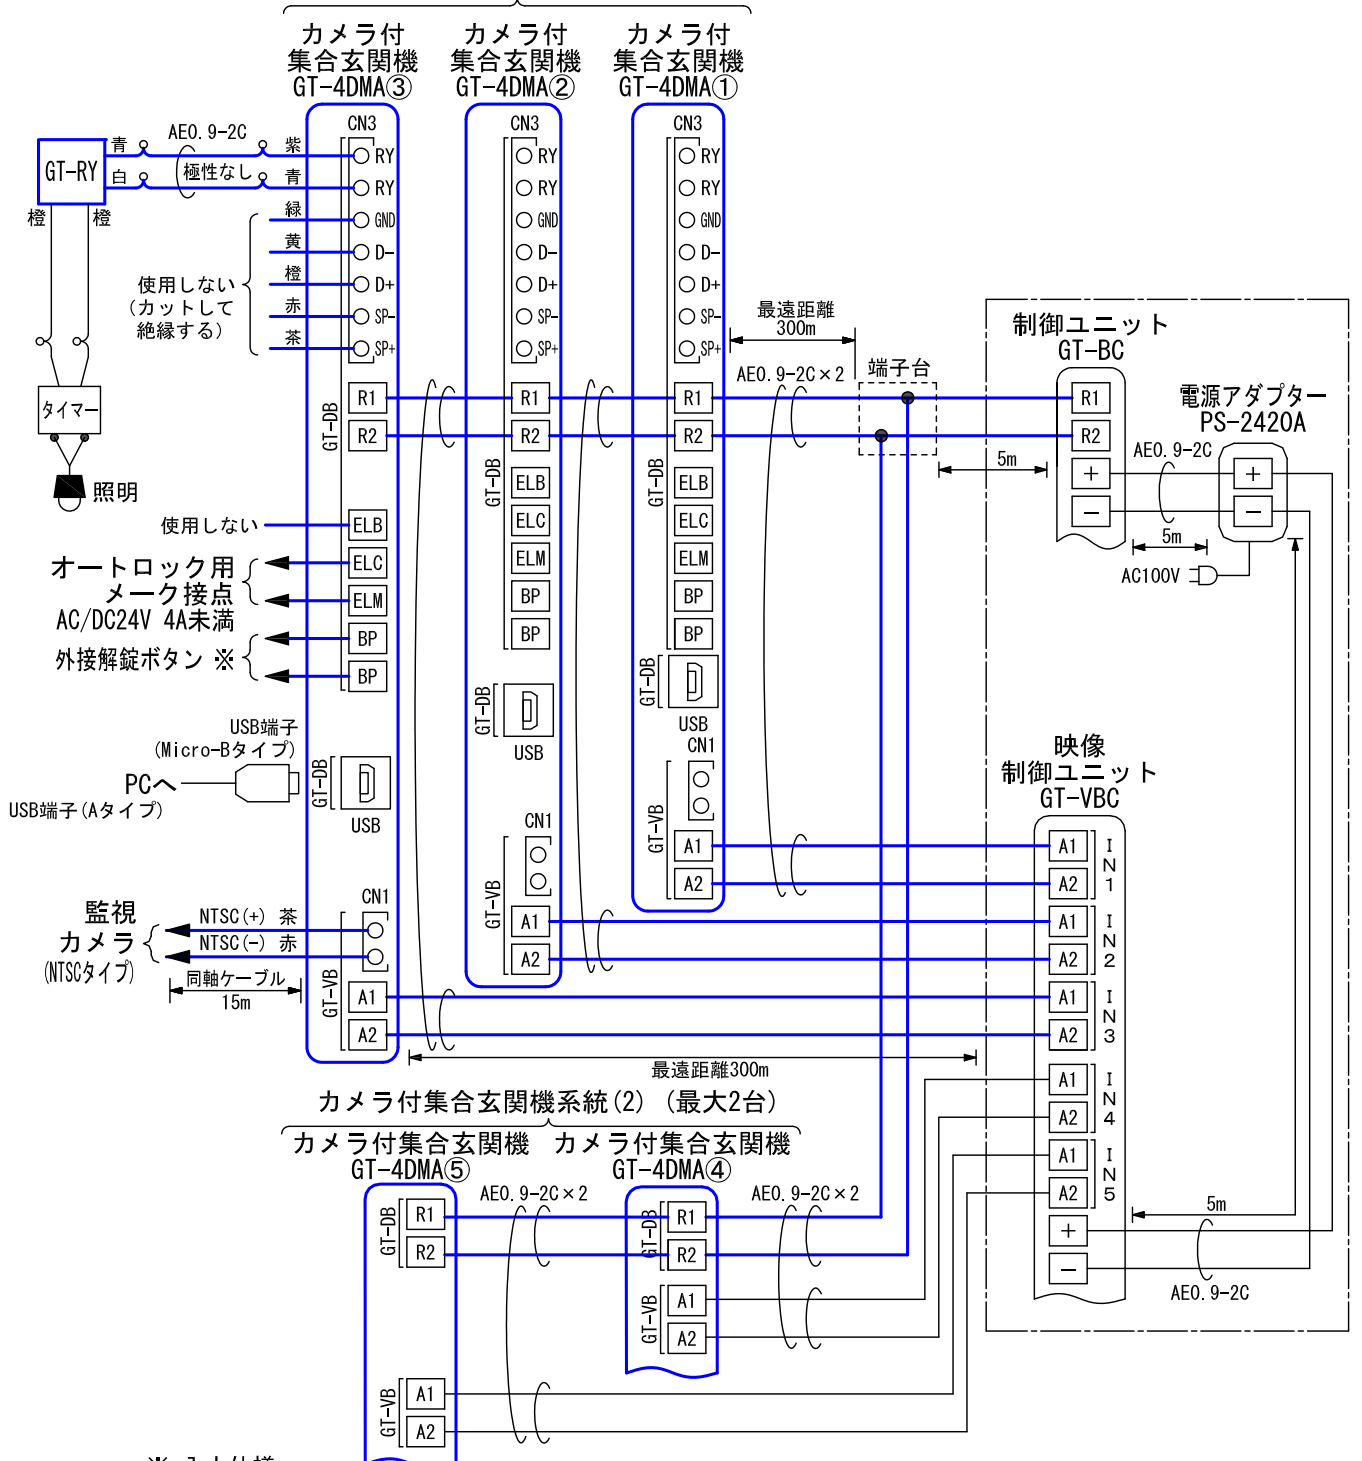 カメラ付
集合玄関機
GT-4DMA③
カメラ付
集合玄関機
GT-4DMA②
カメラ付
集合玄関機
GT-4DMA①
CN3
CN3
CN3
GT-RY
青
AE0.9-2C
紫
白
極性なし
青
橙
橙
緑
黄
橙
赤
茶
使用しない
(カットして
絶縁する)
RY
RY
GND
D-
D+
SP-
SP+
RY
RY
GND
D-
D+
SP-
SP+
RY
RY
GND
D-
D+
SP-
SP+
タイマー
照明
最遠距離
300m
AE0.9-2C×2
端子台
5m
制御ユニット
GT-BC
R1
R2
+
-
電源アダプター
PS-2420A
AE0.9-2C
+
-
5m
AC100V
GT-DB
R1
R2
ELB
ELC
ELM
BP
BP
GT-DB
R1
R2
ELB
ELC
ELM
BP
BP
GT-DB
R1
R2
ELB
ELC
ELM
BP
BP
使用しない
オートロック用
メーク接点
AC/DC24V 4A未満
外接解錠ボタン ※
USB端子
(Micro-Bタイプ)
PCへ
USB端子(Aタイプ)
GT-DB
USB
GT-DB
USB
GT-DB
USB
CN1
CN1
CN1
監視
カメラ
(NTSCタイプ)
NTSC(+) 茶
NTSC(-) 赤
同軸ケーブル
15m
GT-VB
A1
A2
GT-VB
A1
A2
GT-VB
A1
A2
映像
制御ユニット
GT-VBC
A1
A2
IN1
A1
A2
IN2
A1
A2
IN3
A1
A2
IN4
A1
A2
IN5
+
-
5m
AE0.9-2C
最遠距離300m
カメラ付集合玄関機系統(2) (最大2台)
カメラ付集合玄関機
GT-4DMA⑤
カメラ付集合玄関機
GT-4DMA④
GT-DB
R1
R2
AE0.9-2C×2
GT-DB
R1
R2
AE0.9-2C×2
GT-VB
A1
A2
GT-VB
A1
A2